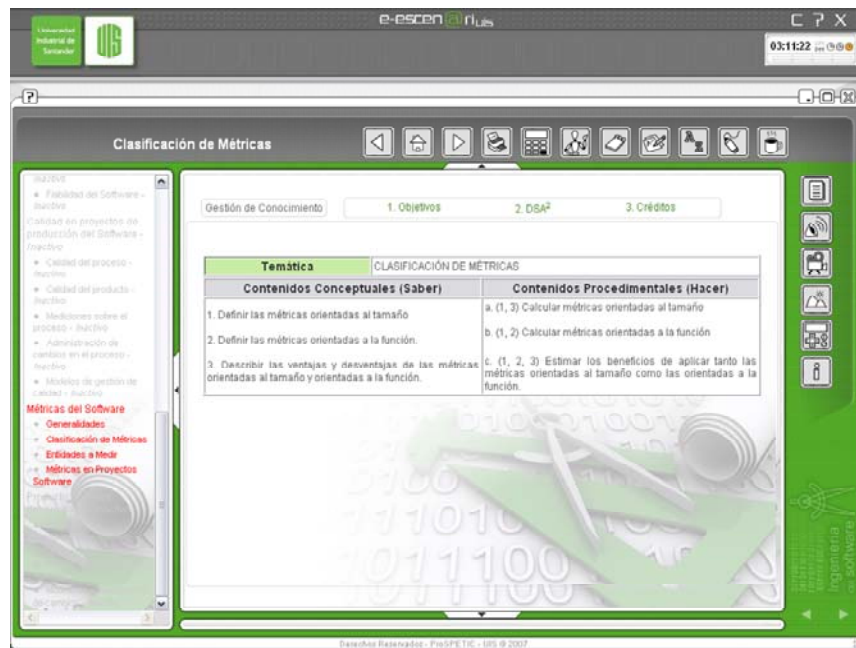 Universidad
Industrial de
Santander
UIS
e-escen@ri uis
C ? X
03:11:22
?
Clasificación de Métricas
inactivo
Fiabilidad del Software -
inactivo
Calidad en proyectos de
producción del Software -
Inactivo
Calidad del proceso -
inactivo
Calidad del producto -
inactivo
Mediciones sobre el
proceso - inactivo
Administración de
cambios en el proceso -
inactivo
Modelos de gestión de
calidad - inactivo
Métricas del Software
Generalidades
Clasificación de Métricas
Entidades a Medir
Métricas en Proyectos
Software
Gestión de Conocimiento
1. Objetivos
2. DSA²
3. Créditos
Temática
CLASIFICACIÓN DE MÉTRICAS
Contenidos Conceptuales (Saber)
Contenidos Procedimentales (Hacer)
1. Definir las métricas orientadas al tamaño
2. Definir las métricas orientadas a la función.
3. Describir las ventajas y desventajas de las métricas
orientadas al tamaño y orientadas a la función.
a. (1, 3) Calcular métricas orientadas al tamaño
b. (1, 2) Calcular métricas orientadas a la función
c. (1, 2, 3) Estimar los beneficios de aplicar tanto las
métricas orientadas al tamaño como las orientadas a la
función.
Ingeniería
de software
Derechos Reservados - ProSPETIC - UIS @ 2007